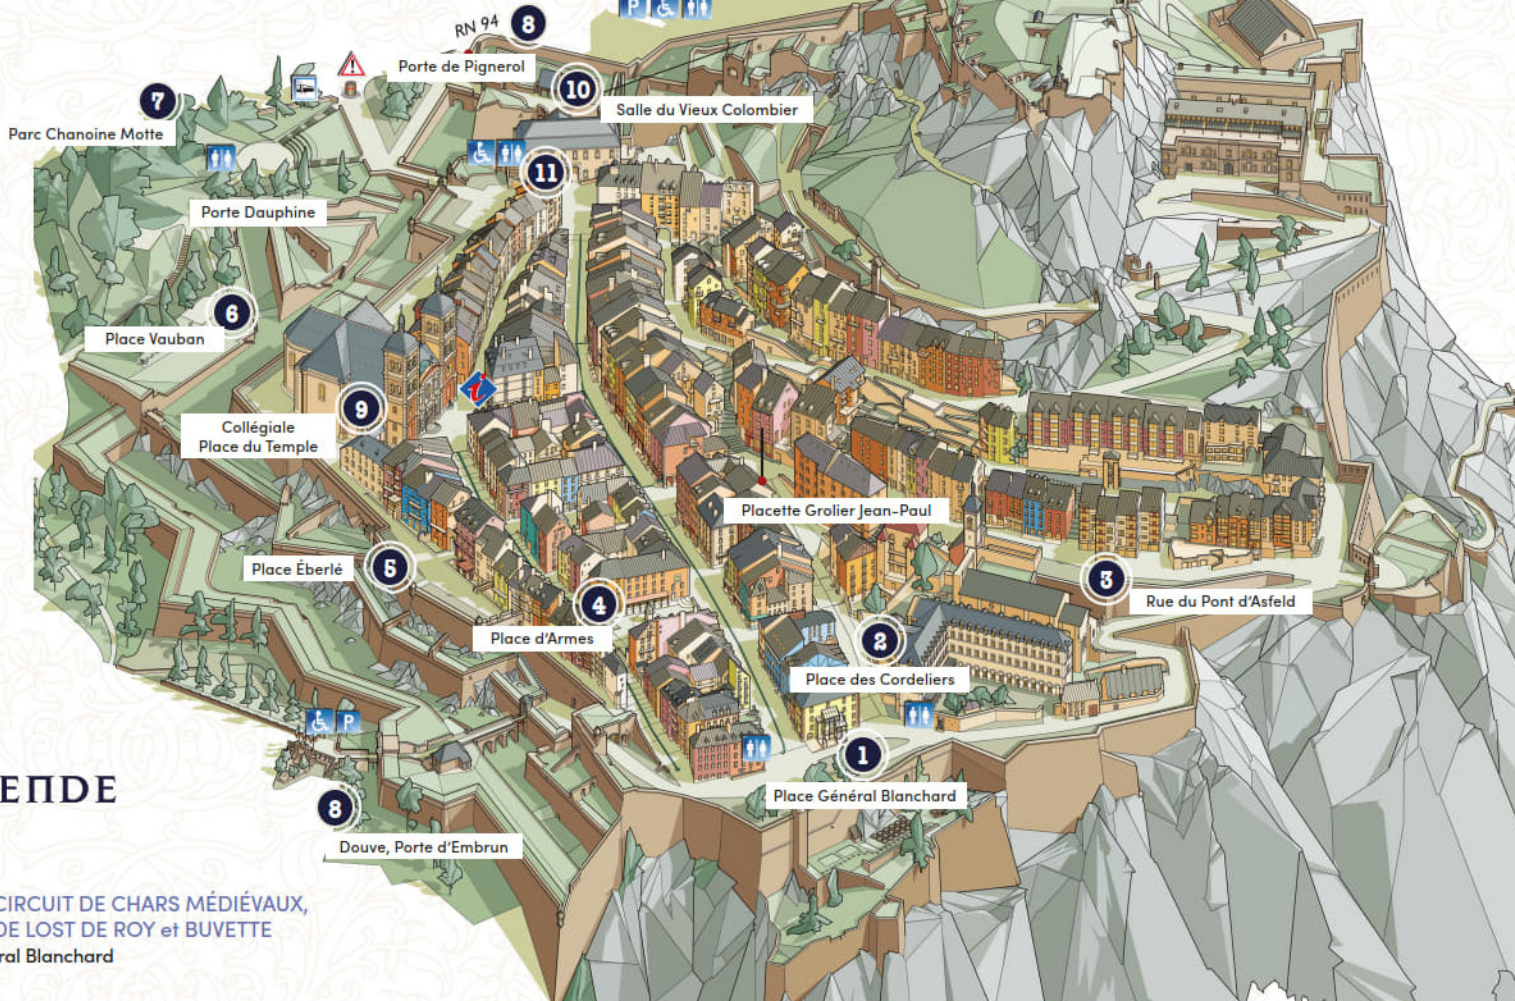 P
RN 94
8
Porte de Pignerol
7
10
Salle du Vieux Colombier
Parc Chanoine Motte
11
Porte Dauphine
6
Place Vauban
i
9
Collégiale
Place du Temple
Placette Grolier Jean-Paul
Place Éberlé
5
3
4
Rue du Pont d'Asfeld
Place d'Armes
2
Place des Cordeliers
P
1
ENDE
Place Général Blanchard
8
Douve, Porte d'Embrun
CIRCUIT DE CHARS MÉDIÉVAUX,
DE LOST DE ROY et BUVETTE
ral Blanchard